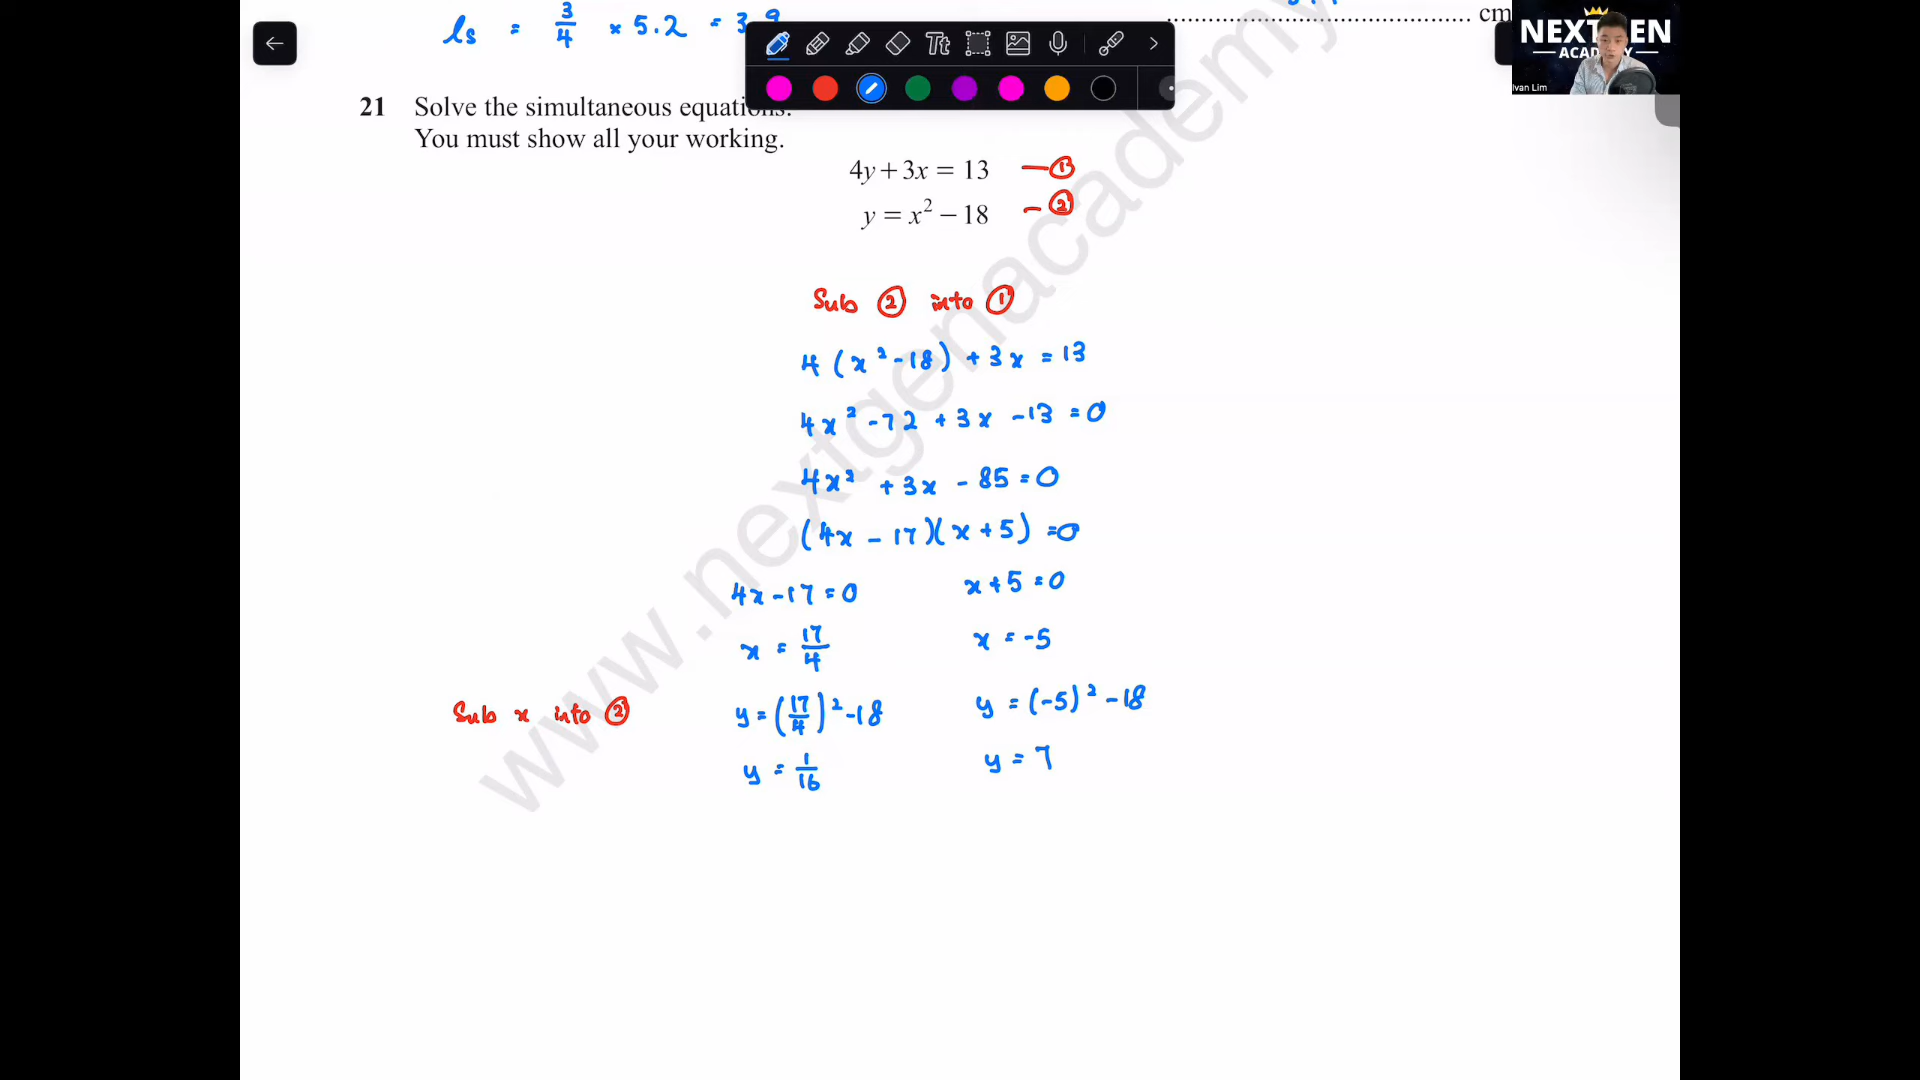 ls = 3/4 × 5.2 = 3.9
cm
NEXTGEN
ACADEMY
Ivan Lim
Tt
21 Solve the simultaneous equations.
You must show all your working.
4y + 3x = 13 —①
y = x² − 18 -②
Sub ② into ①
4(x²-18) + 3x = 13
4x² -72 + 3x -13 = 0
4x² + 3x - 85 = 0
(4x - 17)(x + 5) = 0
4x - 17 = 0 x + 5 = 0
x = 17/4 x = -5
Sub x into ② y = (17/4)² - 18 y = (-5)² - 18
y = 1/16 y = 7
www.nextgenacademy